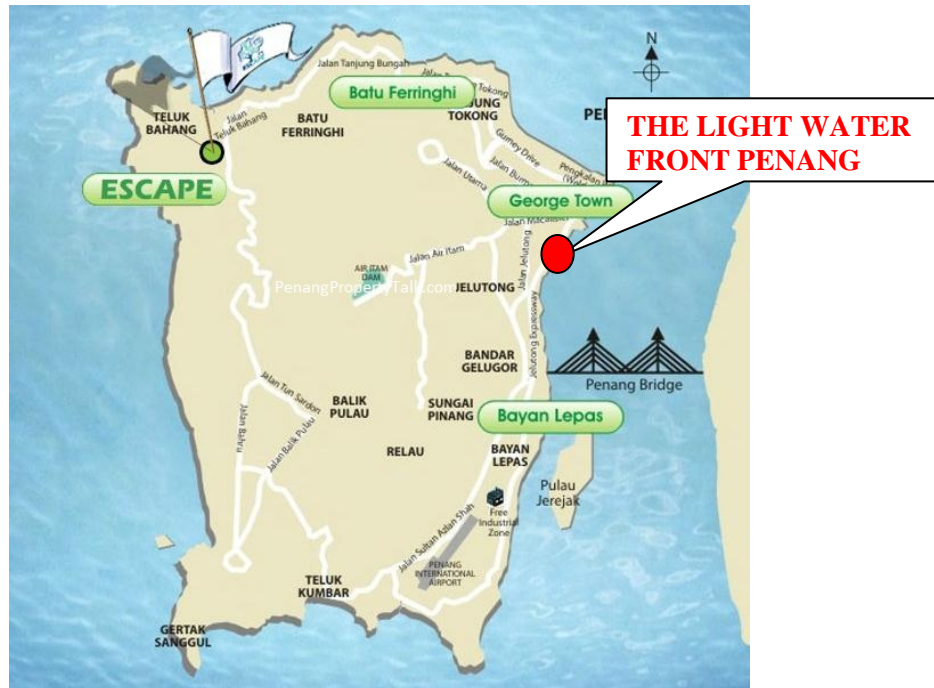 N
Jalan Tanjung Bungah
Batu Ferringhi
Tokong
TOKONG
TELUK
BAHANG
Jalan
Teluk Bahang
BATU
FERRINGHI
THE LIGHT WATER
FRONT PENANG
ESCAPE
Gurney Drive
Jalan Utama
George Town
Jalan Macalister
Jalan Air Itam
AIR ITAM
DAM
PenangPropertyTalk.com
JELUTONG
Jalan Jelutong
Jelutong Expressway
BANDAR
GELUGOR
Penang Bridge
Jalan Tun Sardon
BALIK
PULAU
SUNGAI
PINANG
Bayan Lepas
Jalan Bahru
Jalan Balik Pulau
RELAU
BAYAN
LEPAS
Pulau
Jerejak
Free
Industrial
Zone
Jalan Sultan Azlan Shah
PENANG
INTERNATIONAL
AIRPORT
TELUK
KUMBAR
GERTAK
SANGGUL